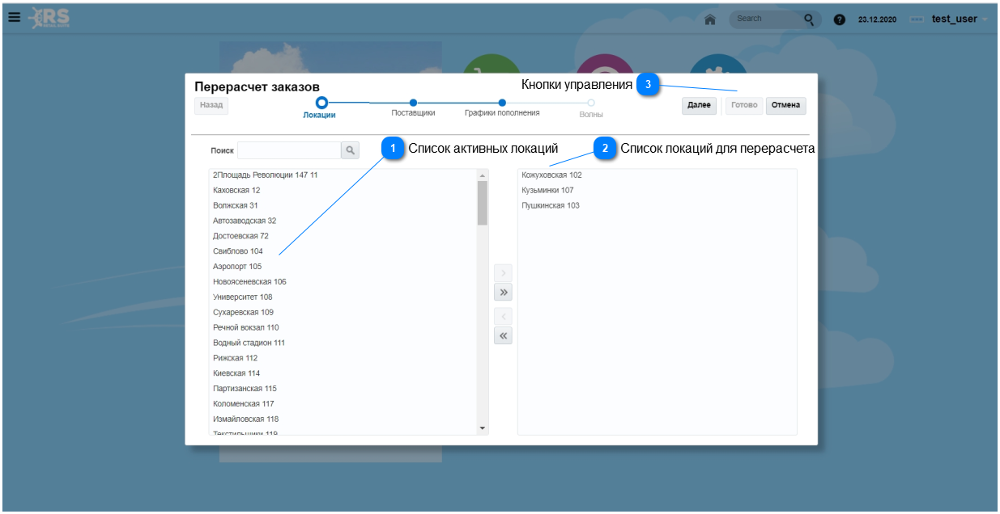 RS
Search
?
23.12.2020
test_user
Перерасчет заказов
Кнопки управления 3
Назад
Локации
Поставщики
Графики пополнения
Волны
Далее
Готово
Отмена
Поиск
1 Список активных локаций
2 Список локаций для перерасчета
2Площадь Революции 147 11
Каховская 12
Волжская 31
Автозаводская 32
Достоевская 72
Свиблово 104
Аэропорт 105
Новоясеневская 106
Университет 108
Сухаревская 109
Речной вокзал 110
Водный стадион 111
Рижская 112
Киевская 114
Партизанская 115
Коломенская 117
Измайловская 118
Текстильщики 119
Кожуховская 102
Кузьминки 107
Пушкинская 103